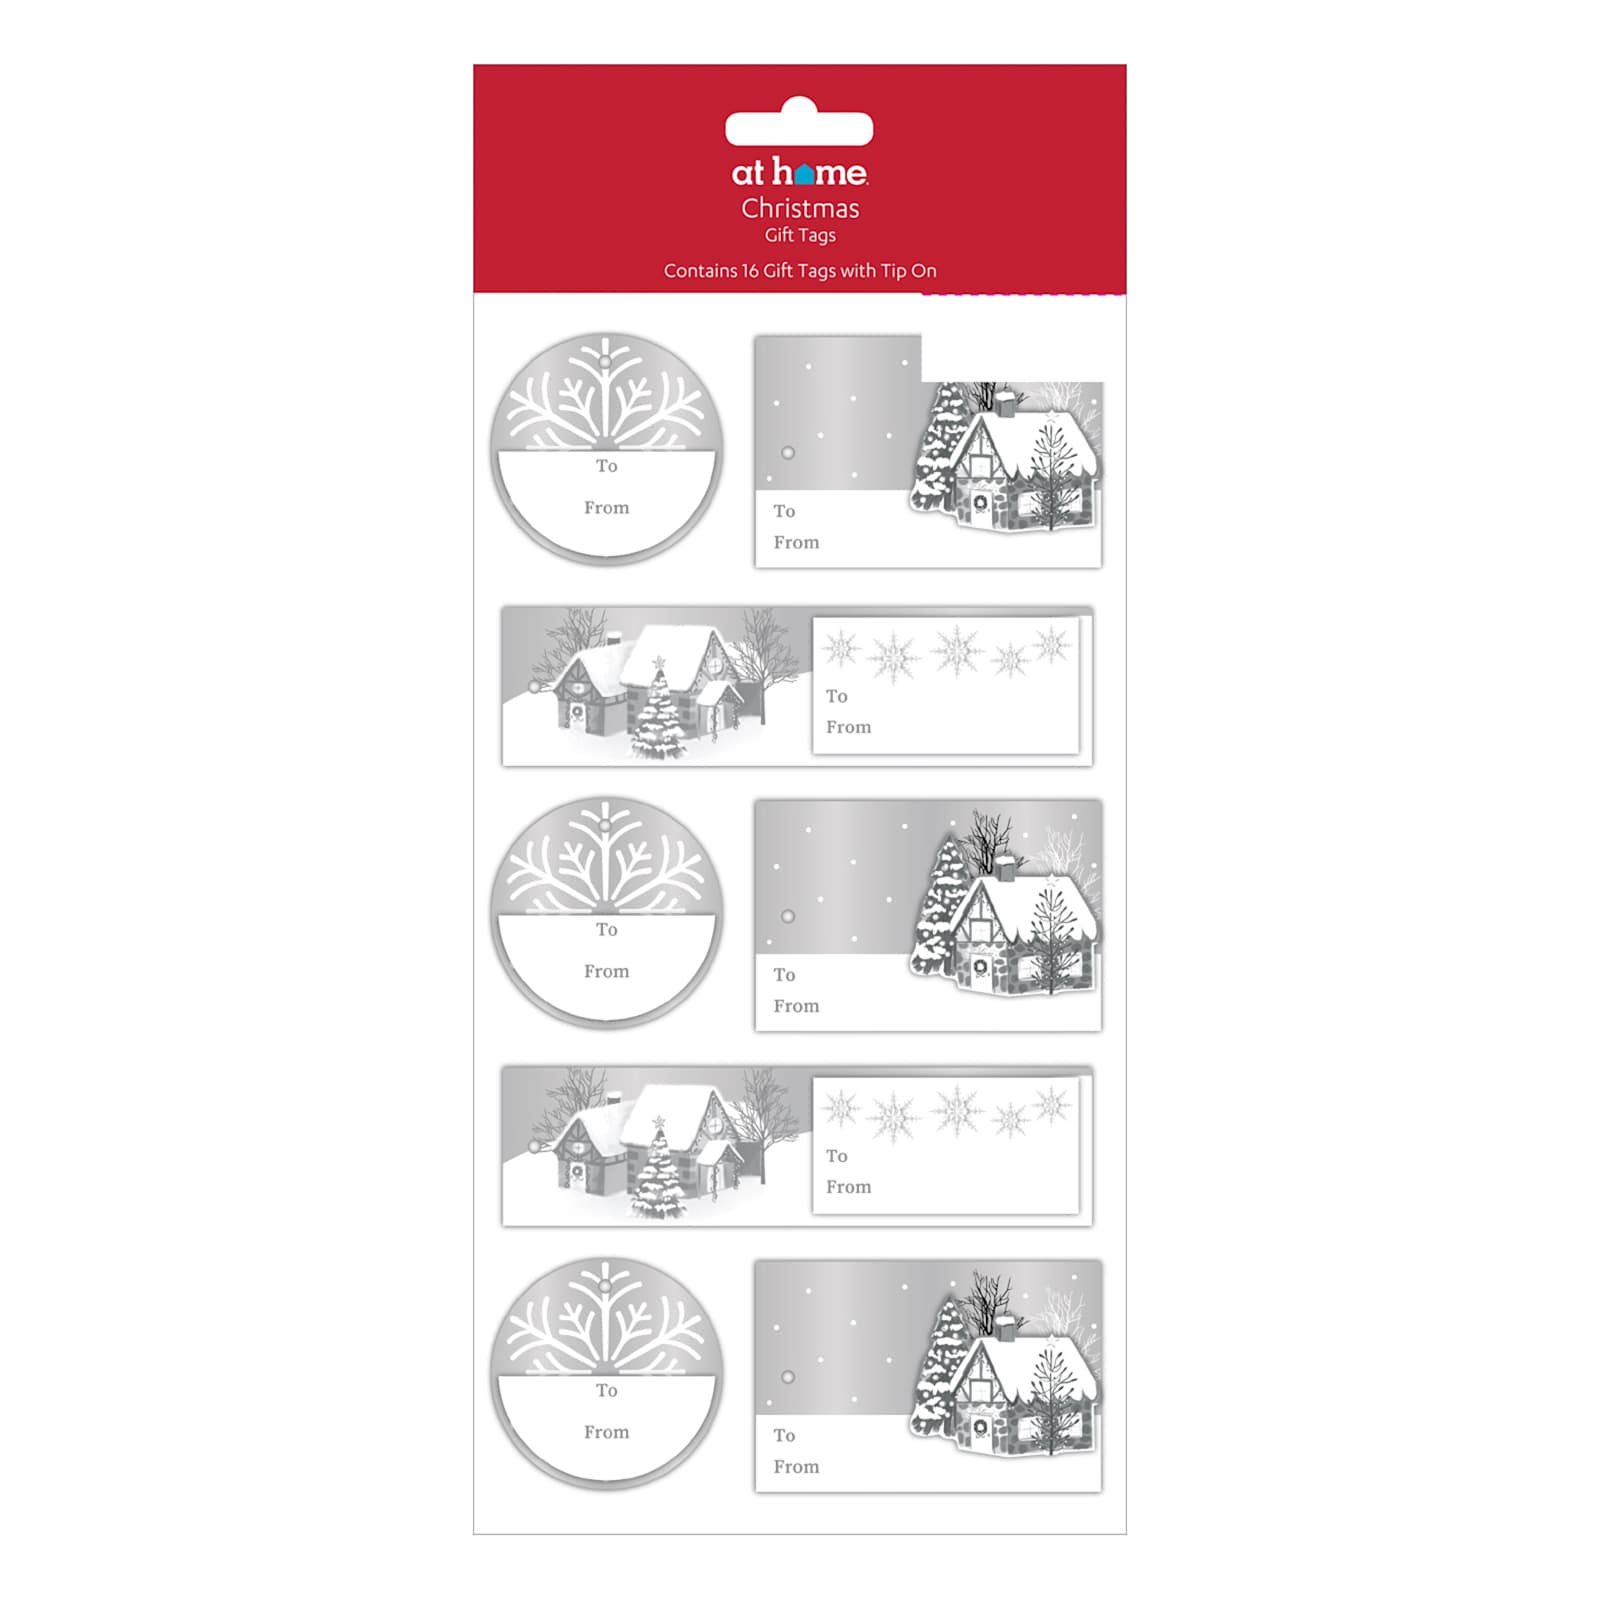 at home
Christmas
Gift Tags
Contains 16 Gift Tags with Tip On
To
From
To
From
To
From
To
From
To
From
To
From
To
From
To
From